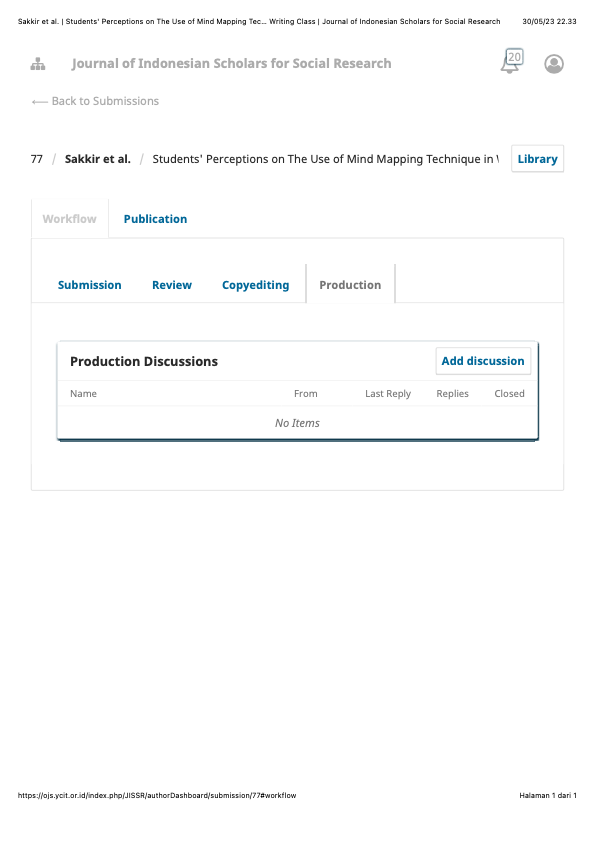 Sakkir et al. | Students' Perceptions on The Use of Mind Mapping Tec... Writing Class | Journal of Indonesian Scholars for Social Research 30/05/23 22.33
Journal of Indonesian Scholars for Social Research 20
⟵ Back to Submissions
77 / Sakkir et al. / Students' Perceptions on The Use of Mind Mapping Technique in Library
Workflow Publication
Submission Review Copyediting Production
Production Discussions Add discussion
Name From Last Reply Replies Closed
No Items
https://ojs.ycit.or.id/index.php/JISSR/authorDashboard/submission/77#workflow Halaman 1 dari 1